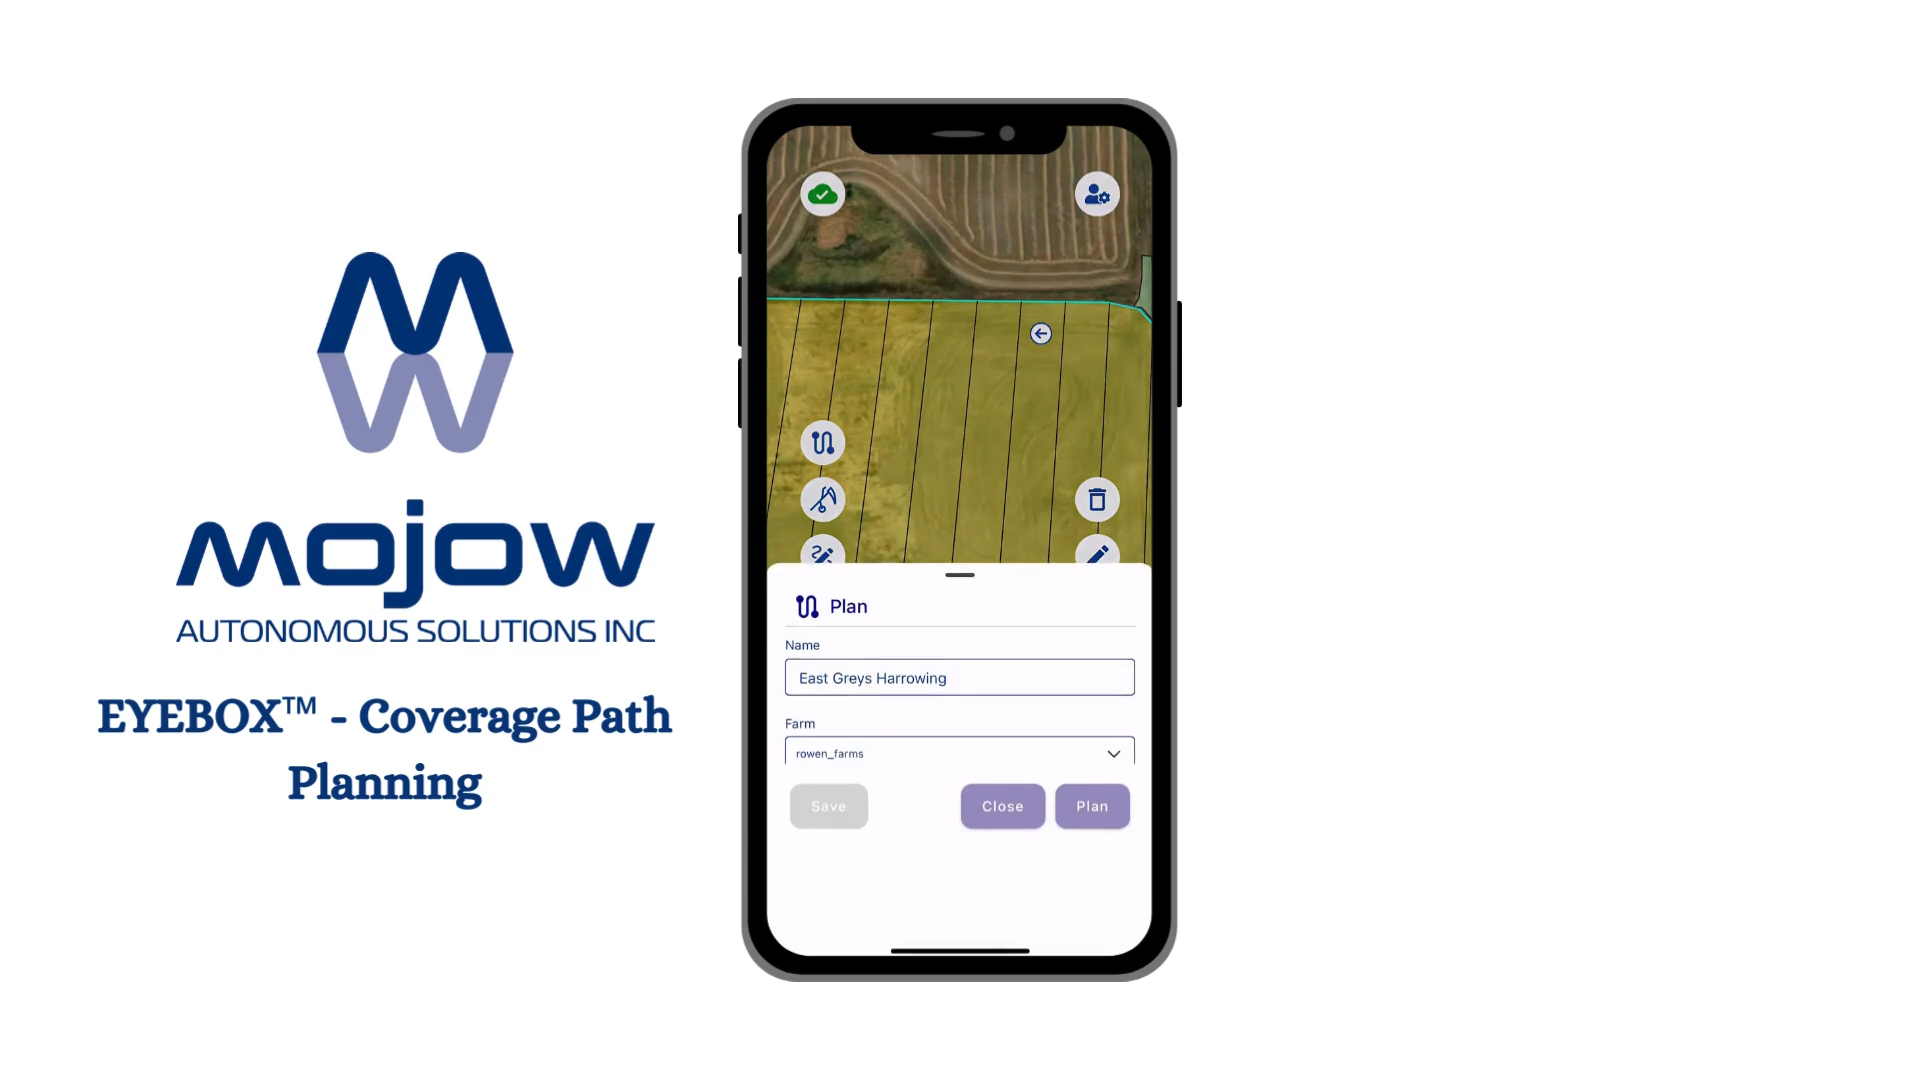 mojow
AUTONOMOUS SOLUTIONS INC
EYEBOX™ - Coverage Path
Planning
Plan
Name
East Greys Harrowing
Farm
rowen_farms
Save
Close
Plan